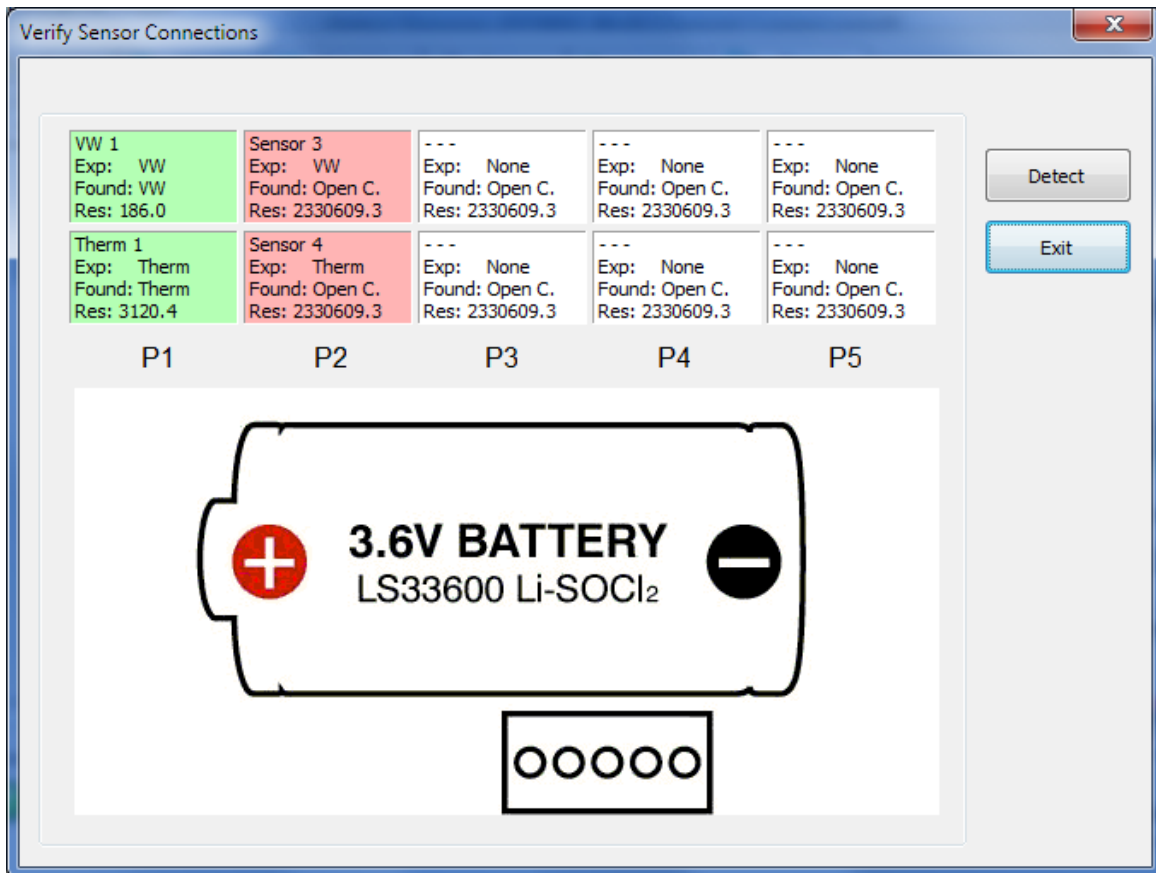 Verify Sensor Connections
VW 1
Exp: VW
Found: VW
Res: 186.0
Sensor 3
Exp: VW
Found: Open C.
Res: 2330609.3
- - -
Exp: None
Found: Open C.
Res: 2330609.3
- - -
Exp: None
Found: Open C.
Res: 2330609.3
- - -
Exp: None
Found: Open C.
Res: 2330609.3
Detect
Therm 1
Exp: Therm
Found: Therm
Res: 3120.4
Sensor 4
Exp: Therm
Found: Open C.
Res: 2330609.3
- - -
Exp: None
Found: Open C.
Res: 2330609.3
- - -
Exp: None
Found: Open C.
Res: 2330609.3
- - -
Exp: None
Found: Open C.
Res: 2330609.3
Exit
P1 P2 P3 P4 P5
3.6V BATTERY
LS33600 Li-SOCl₂